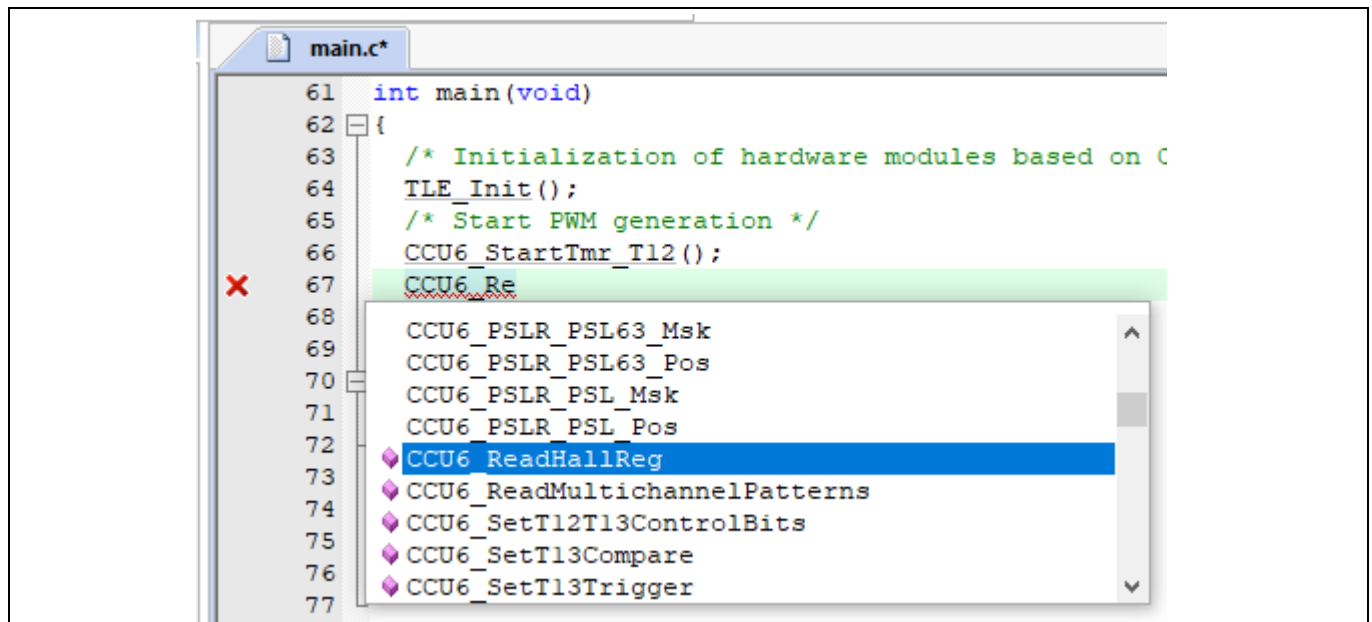 main.c*
61 int main(void)
62 {
63 /* Initialization of hardware modules based on C
64 TLE_Init();
65 /* Start PWM generation */
66 CCU6_StartTmr_T12();
67 CCU6_Re
68 CCU6_PSLR_PSL63_Msk
69 CCU6_PSLR_PSL63_Pos
70 CCU6_PSLR_PSL_Msk
71 CCU6_PSLR_PSL_Pos
72 CCU6_ReadHallReg
73 CCU6_ReadMultichannelPatterns
74 CCU6_SetT12T13ControlBits
75 CCU6_SetT13Compare
76 CCU6_SetT13Trigger
77